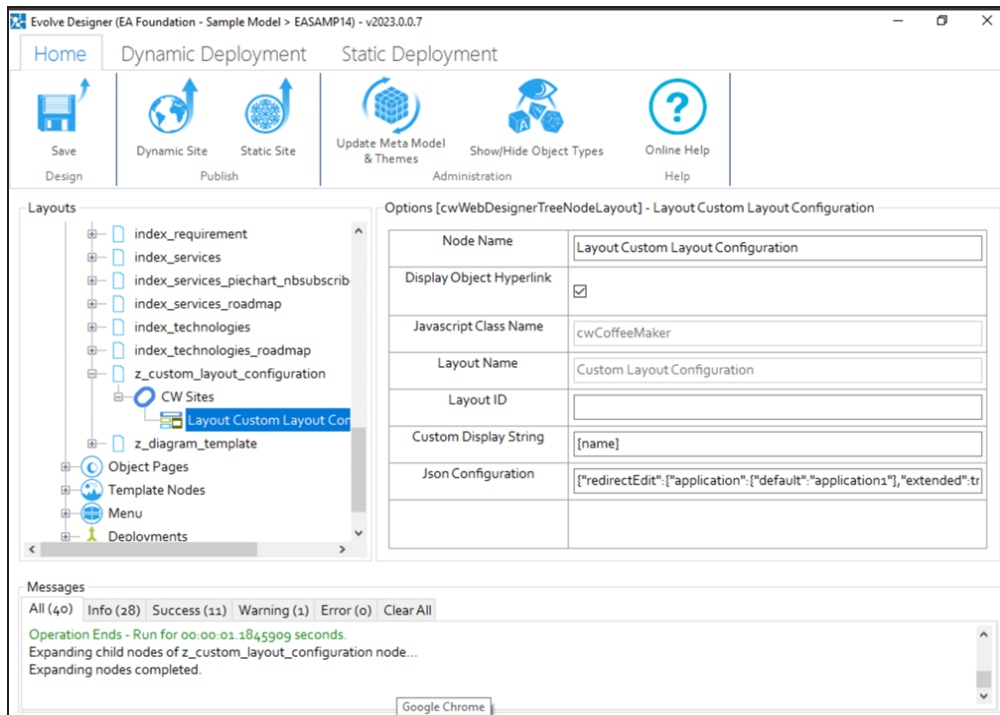 Evolve Designer (EA Foundation - Sample Model > EASAMP14) - v2023.0.0.7
Home Dynamic Deployment Static Deployment
Save
Design
Dynamic Site
Static Site
Publish
Update Meta Model
& Themes
Show/Hide Object Types
Administration
Online Help
Help
Layouts
index_requirement
index_services
index_services_piechart_nbsubscrib
index_services_roadmap
index_technologies
index_technologies_roadmap
z_custom_layout_configuration
CW Sites
Layout Custom Layout Con
z_diagram_template
Object Pages
Template Nodes
Menu
Deployments
Options [cwWebDesignerTreeNodeLayout] - Layout Custom Layout Configuration
Node Name
Layout Custom Layout Configuration
Display Object Hyperlink
Javascript Class Name
cwCoffeeMaker
Layout Name
Custom Layout Configuration
Layout ID
Custom Display String
{name}
Json Configuration
{"redirectEdit":{"application":{"default":"application1"},"extended":tr
Messages
All (40) Info (28) Success (11) Warning (1) Error (0) Clear All
Operation Ends - Run for 00:00:01.1845909 seconds.
Expanding child nodes of z_custom_layout_configuration node...
Expanding nodes completed.
Google Chrome